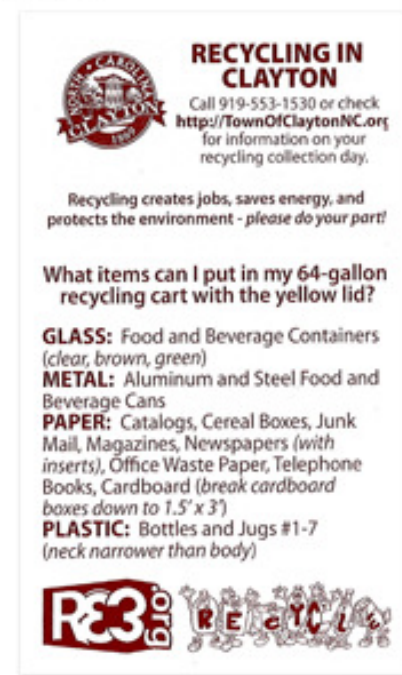 NORTH • CAROLINA
CLAYTON
RECYCLING IN
CLAYTON
Call 919-553-1530 or check
http://TownOfClaytonNC.org
for information on your
recycling collection day.
Recycling creates jobs, saves energy, and
protects the environment - please do your part!
What items can I put in my 64-gallon
recycling cart with the yellow lid?
GLASS: Food and Beverage Containers
(clear, brown, green)
METAL: Aluminum and Steel Food and
Beverage Cans
PAPER: Catalogs, Cereal Boxes, Junk
Mail, Magazines, Newspapers (with
inserts), Office Waste Paper, Telephone
Books, Cardboard (break cardboard
boxes down to 1.5' x 3')
PLASTIC: Bottles and Jugs #1-7
(neck narrower than body)
RE3.org
RECYCLE